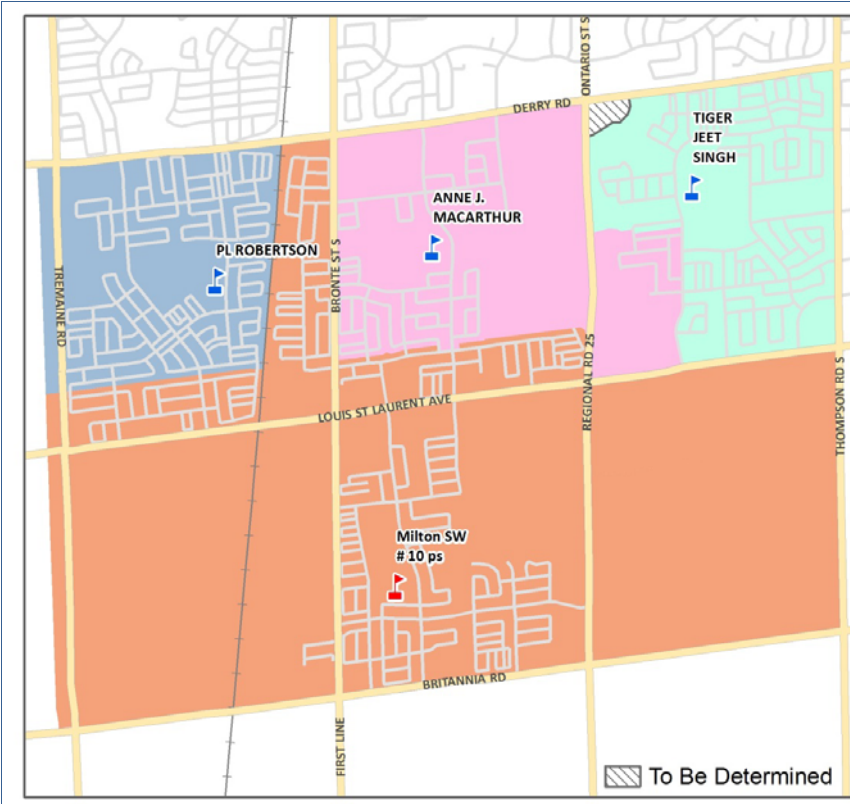 ONTARIO ST S
DERRY RD
TIGER
JEET
SINGH
ANNE J.
MACARTHUR
PL ROBERTSON
BRONTE ST S
TREMAINE RD
REGIONAL RD 25
THOMPSON RD S
LOUIS ST LAURENT AVE
Milton SW
# 10 ps
BRITANNIA RD
FIRST LINE
To Be Determined